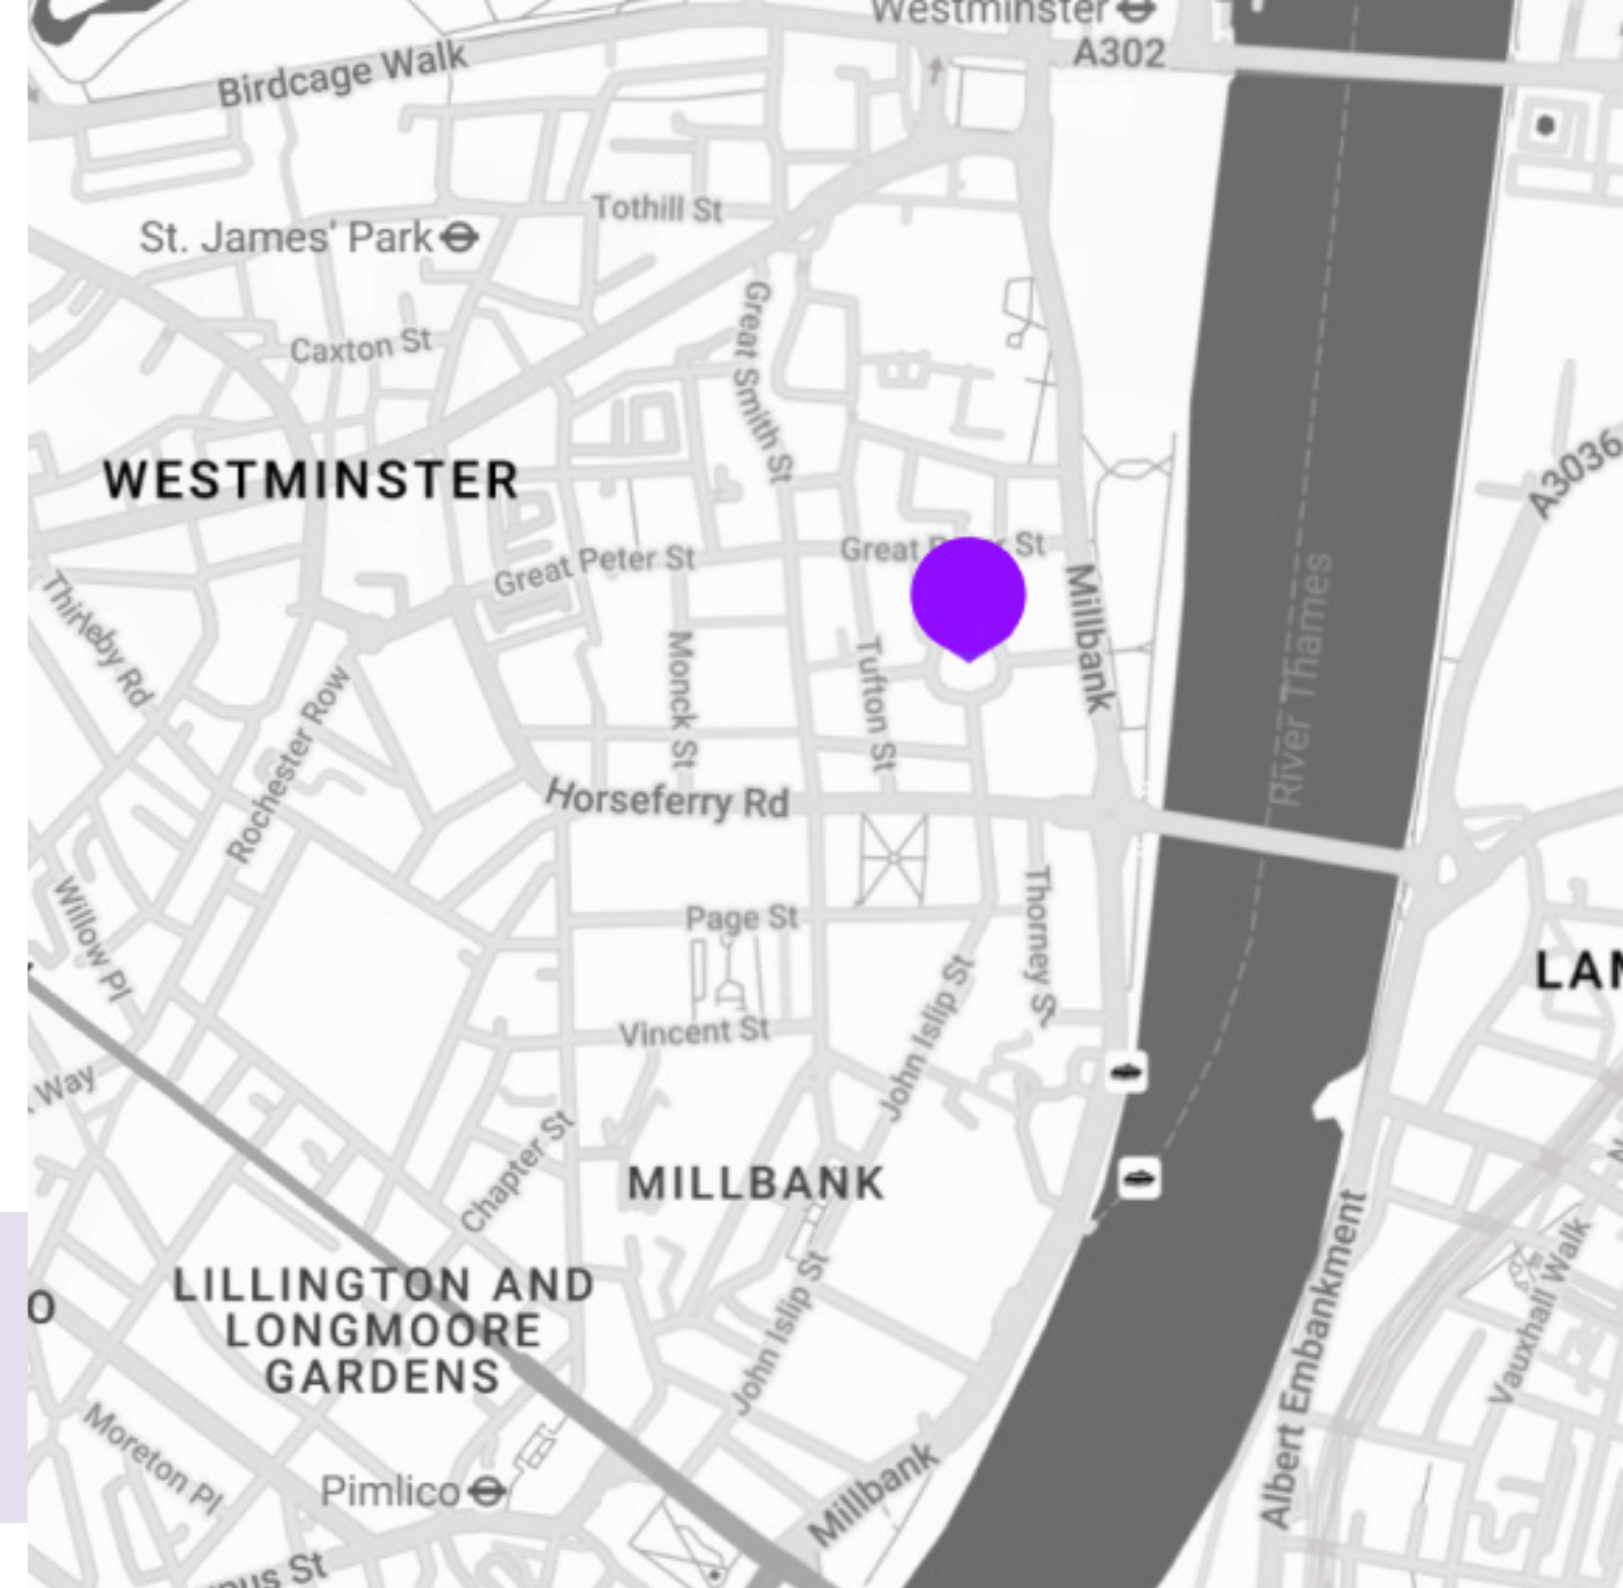 Westminster
A302
Birdcage Walk
Tothill St
St. James' Park
Great Smith St
Caxton St
A3036
WESTMINSTER
Great St
Great Peter St
Millbank
River Thames
Thirleby Rd
Monck St
Tufton St
Rochester Row
Horseferry Rd
Willow Pl
Page St
Thorney St
John Islip St
Vincent St
Way
Chapter St
MILLBANK
LILLINGTON AND
LONGMOORE
GARDENS
John Islip St
Albert Embankment
Vauxhall Walk
Moreton Pl
Pimlico
Millbank